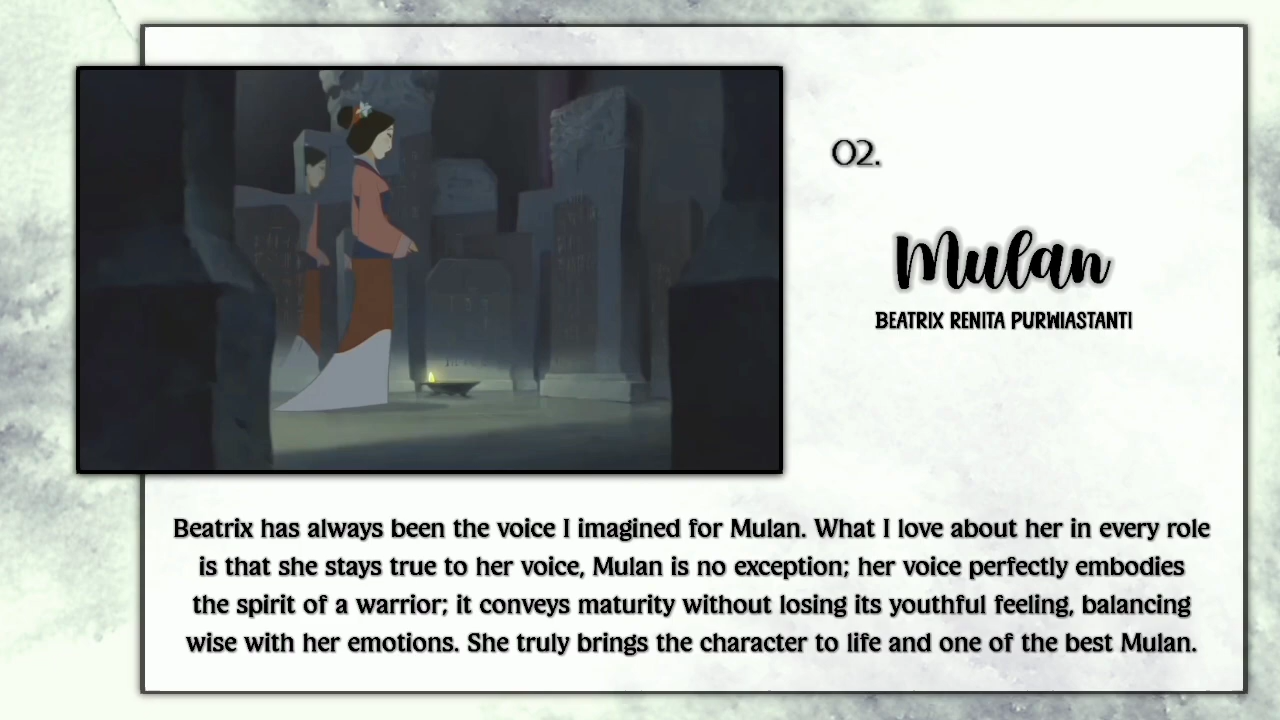 02.
Mulan
BEATRIX RENITA PURWIASTANTI
Beatrix has always been the voice I imagined for Mulan. What I love about her in every role
is that she stays true to her voice, Mulan is no exception; her voice perfectly embodies
the spirit of a warrior; it conveys maturity without losing its youthful feeling, balancing
wise with her emotions. She truly brings the character to life and one of the best Mulan.